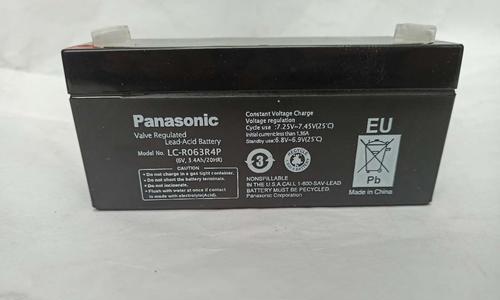 Panasonic
Valve Regulated
Lead-Acid Battery
Model No. LC-R063R4P
(6V, 3.4Ah/20HR)
CAUTION
Do not charge in a gas tight container.
Do not short the battery terminals.
Do not incinerate.
Flush with water at once if contact
is made with electrolyte(Acid).
Constant Voltage Charge
Voltage regulation
Cycle use :7.25V~7.45V(25°C)
Initial current less than 1.36A
Standby use:6.8V~6.9V(25°C)
3
NONSPILLABLE
IN THE U.S.A.CALL 1-800-SAV-LEAD
BATTERY MUST BE RECYCLED.
Panasonic Corporation
EU
Pb
Made in China